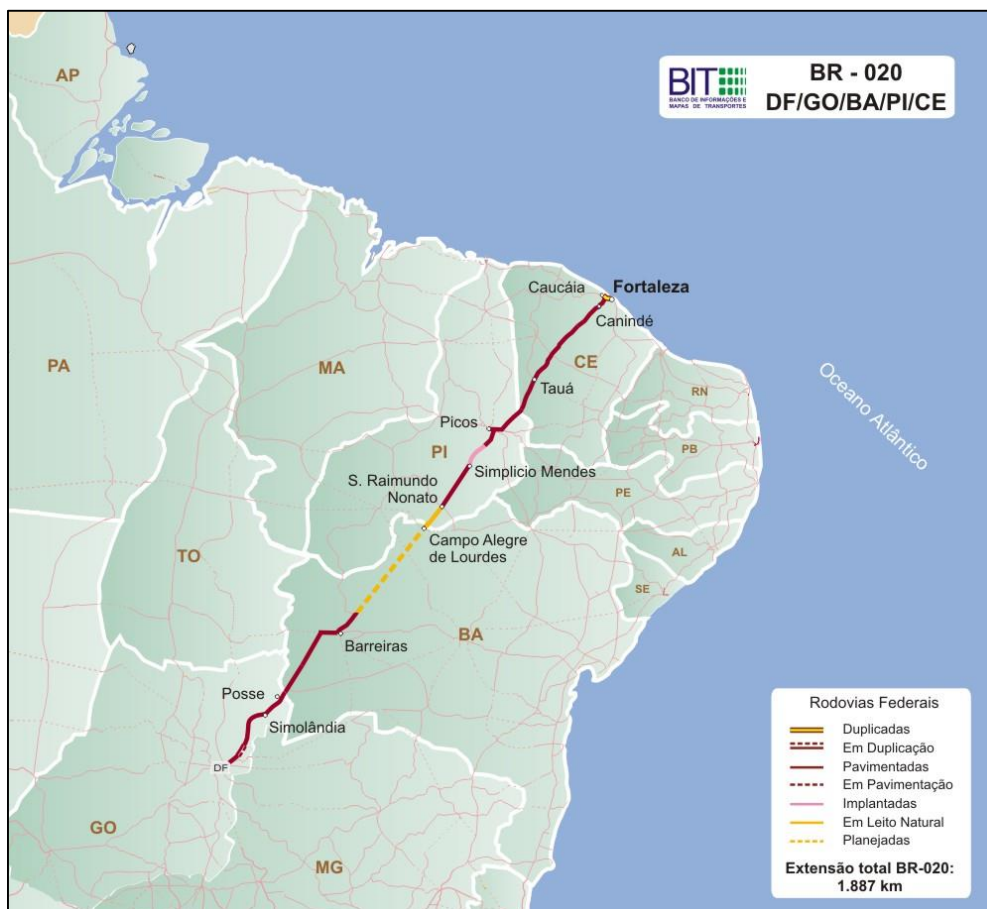 BIT
BANCO DE INFORMAÇÕES E
MAPAS DE TRANSPORTES
BR - 020
DF/GO/BA/PI/CE
AP
PA
MA
Caucáia
Fortaleza
Canindé
CE
Tauá
RN
Oceano Atlântico
Picos
PB
PI
Simplicio Mendes
S. Raimundo
Nonato
PE
Campo Alegre
de Lourdes
TO
AL
SE
BA
Barreiras
Posse
Simolândia
DF
GO
MG
Rodovias Federais
Duplicadas
Em Duplicação
Pavimentadas
Em Pavimentação
Implantadas
Em Leito Natural
Planejadas
Extensão total BR-020:
1.887 km